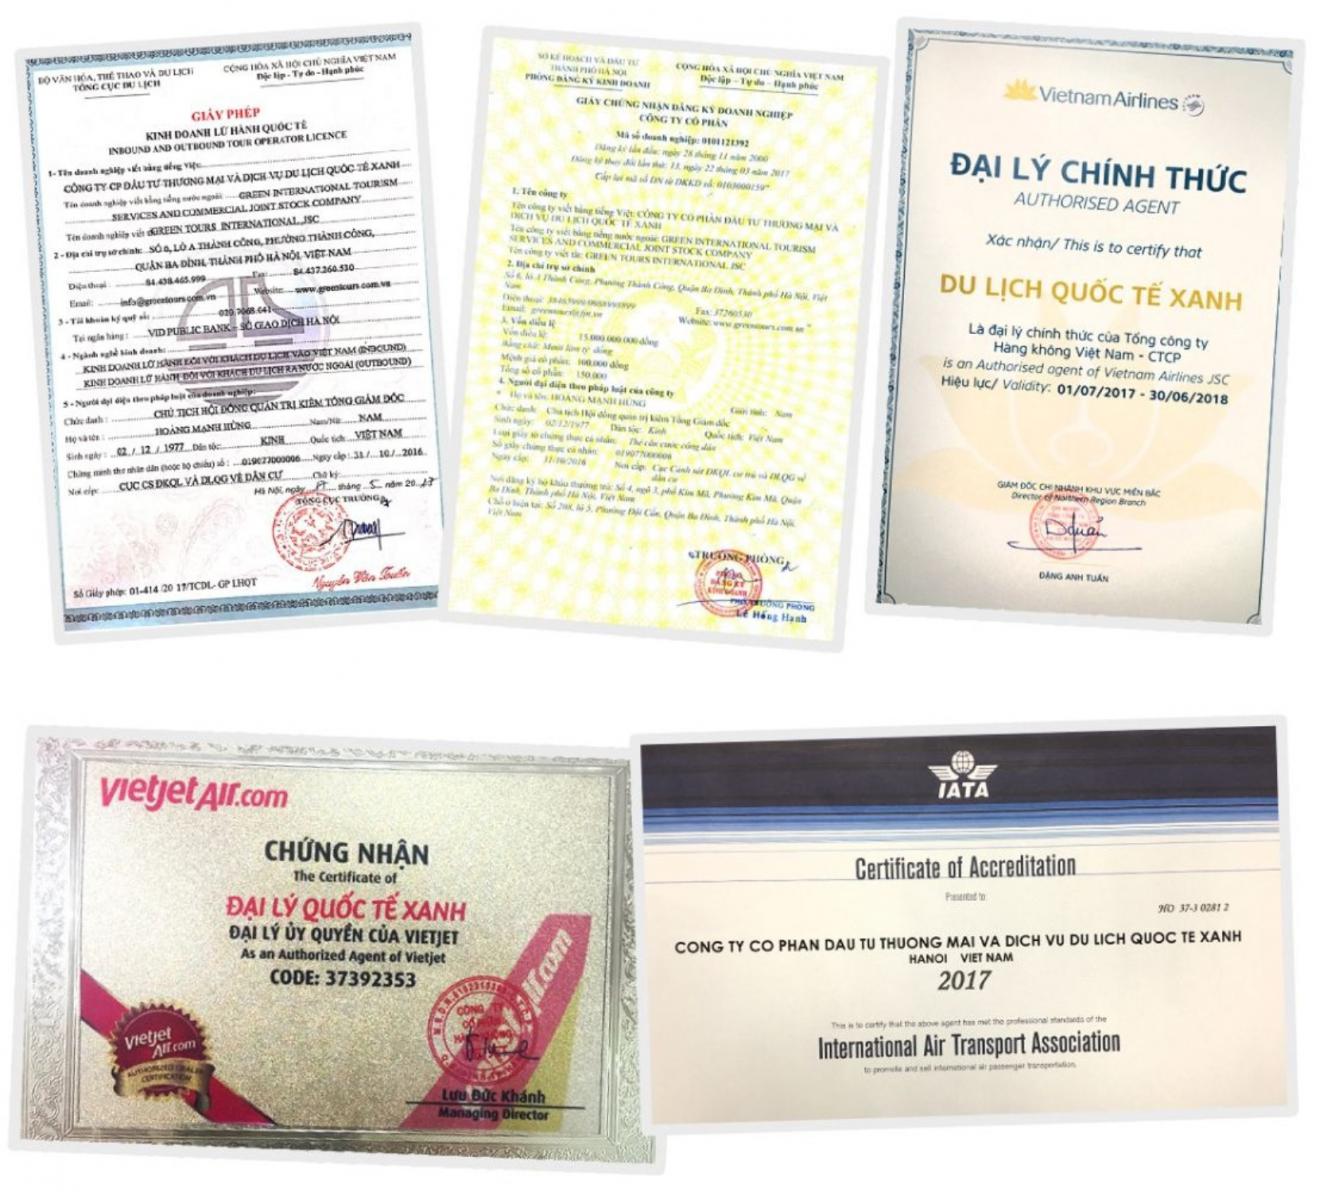 BỘ VĂN HÓA, THỂ THAO VÀ DU LỊCH
TỔNG CỤC DU LỊCH
CỘNG HÒA XÃ HỘI CHỦ NGHĨA VIỆT NAM
Độc lập - Tự do - Hạnh phúc
GIẤY PHÉP
KINH DOANH LỮ HÀNH QUỐC TẾ
INBOUND AND OUTBOUND TOUR OPERATOR LICENCE
1- Tên doanh nghiệp viết bằng tiếng Việt:
CÔNG TY CP ĐẦU TƯ THƯƠNG MẠI VÀ DỊCH VỤ DU LỊCH QUỐC TẾ XANH
Tên doanh nghiệp viết bằng tiếng nước ngoài: GREEN INTERNATIONAL TOURISM
SERVICES AND COMMERCIAL JOINT STOCK COMPANY
Tên doanh nghiệp viết GREEN TOURS INTERNATIONAL.,JSC
2 - Địa chỉ trụ sở chính: SỐ 6, LÔ A THÀNH CÔNG, PHƯỜNG THÀNH CÔNG,
QUẬN BA ĐÌNH, THÀNH PHỐ HÀ NỘI, VIỆT NAM
Điện thoại: 84.438.465.999 Fax: 84.437.260.530
Email: info@greentours.com.vn Website: www.greentours.com.vn
3 - Tài khoản ký quỹ số:
Tại ngân hàng: VID PUBLIC BANK – SỞ GIAO DỊCH HÀ NỘI
4 - Ngành nghề kinh doanh:
KINH DOANH LỮ HÀNH ĐỐI VỚI KHÁCH DU LỊCH VÀO VIỆT NAM (INBOUND)
KINH DOANH LỮ HÀNH ĐỐI VỚI KHÁCH DU LỊCH RA NƯỚC NGOÀI (OUTBOUND)
5 - Người đại diện theo pháp luật của doanh nghiệp:
Chức danh: CHỦ TỊCH HỘI ĐỒNG QUẢN TRỊ KIÊM TỔNG GIÁM ĐỐC
Họ và tên: HOÀNG MẠNH HÙNG Nam/Nữ: NAM
Sinh ngày: 02 / 12 / 1977 Dân tộc: KINH Quốc tịch: VIỆT NAM
Chứng minh thư nhân dân (hoặc hộ chiếu) số: 019077000006 Ngày cấp: 31 / 10 / 2016
Nơi cấp: CỤC CS ĐKQL VÀ DLQG VỀ DÂN CƯ Chữ ký:
Hà Nội, ngày tháng 5 năm 20
TỔNG CỤC TRƯỞNG
Số Giấy phép: 01-414 /20 17/TCDL- GP LHQT
Nguyễn Văn Tuấn
SỞ KẾ HOẠCH VÀ ĐẦU TƯ
THÀNH PHỐ HÀ NỘI
PHÒNG ĐĂNG KÝ KINH DOANH
CỘNG HÒA XÃ HỘI CHỦ NGHĨA VIỆT NAM
Độc lập - Tự do - Hạnh phúc
GIẤY CHỨNG NHẬN ĐĂNG KÝ DOANH NGHIỆP
CÔNG TY CỔ PHẦN
Mã số doanh nghiệp: 0101121392
Đăng ký lần đầu: ngày 28 tháng 11 năm 2000
Đăng ký thay đổi lần thứ: 13, ngày 22 tháng 03 năm 2017
Cấp lại mã số DN từ ĐKKD số: 0103000159
1. Tên công ty
Tên công ty viết bằng tiếng Việt: CÔNG TY CỔ PHẦN ĐẦU TƯ THƯƠNG MẠI VÀ
DỊCH VỤ DU LỊCH QUỐC TẾ XANH
Tên công ty viết bằng tiếng nước ngoài: GREEN INTERNATIONAL TOURISM
SERVICES AND COMMERCIAL JOINT STOCK COMPANY
Tên công ty viết tắt: GREEN TOURS INTERNATIONAL.,JSC
2. Địa chỉ trụ sở chính
Số 6, lô A Thành Công, Phường Thành Công, Quận Ba Đình, Thành phố Hà Nội, Việt
Nam
Điện thoại: Fax: 37260530
Email: Website: www.greentours.com.vn
3. Vốn điều lệ
Vốn điều lệ: 15.000.000.000 đồng
Bằng chữ: Mười lăm tỷ đồng
Mệnh giá cổ phần: 100.000 đồng
Tổng số cổ phần: 150.000
4. Người đại diện theo pháp luật của công ty
* Họ và tên: HOÀNG MẠNH HÙNG Giới tính: Nam
Chức danh: Chủ tịch Hội đồng quản trị kiêm Tổng Giám đốc
Sinh ngày: 02/12/1977 Dân tộc: Kinh Quốc tịch: Việt Nam
Loại giấy tờ chứng thực cá nhân: Thẻ căn cước công dân
Số giấy chứng thực cá nhân: 019077000006
Ngày cấp: 31/10/2016 Nơi cấp: Cục Cảnh sát ĐKQL cư trú và DLQG về
dân cư
Nơi đăng ký hộ khẩu thường trú: Số 4, ngõ 3, phố Kim Mã, Phường Kim Mã, Quận
Ba Đình, Thành phố Hà Nội, Việt Nam
Chỗ ở hiện tại: Số 208, lô 5, Phường Đội Cấn, Quận Ba Đình, Thành phố Hà Nội,
Việt Nam
TRƯỞNG PHÒNG
PHÒNG
ĐĂNG KÝ
KINH DOANH
PHÓ TRƯỞNG PHÒNG
Lê Hồng Hạnh
Vietnam Airlines
ĐẠI LÝ CHÍNH THỨC
AUTHORISED AGENT
Xác nhận/ This is to certify that
DU LỊCH QUỐC TẾ XANH
Là đại lý chính thức của Tổng công ty
Hàng không Việt Nam - CTCP
is an Authorised agent of Vietnam Airlines JSC
Hiệu lực/ Validity: 01/07/2017 - 30/06/2018
GIÁM ĐỐC CHI NHÁNH KHU VỰC MIỀN BẮC
Director of Northern Region Branch
ĐẶNG ANH TUẤN
vietjetAir.com
CHỨNG NHẬN
The Certificate of
ĐẠI LÝ QUỐC TẾ XANH
ĐẠI LÝ ỦY QUYỀN CỦA VIETJET
As an Authorized Agent of Vietjet
CODE: 37392353
vietjet
Air.com
AUTHORIZED DEALER
CERTIFICATION
Air.com
CÔNG TY
CỔ PHẦN
Lưu Đức Khánh
Managing Director
IATA
Certificate of Accreditation
Presented to:
HO 37-3 0281 2
CONG TY CO PHAN DAU TU THUONG MAI VA DICH VU DU LICH QUOC TE XANH
HANOI VIET NAM
2017
This is to certify that the above agent has met the professional standards of the
International Air Transport Association
to promote and sell international air passenger transportation.